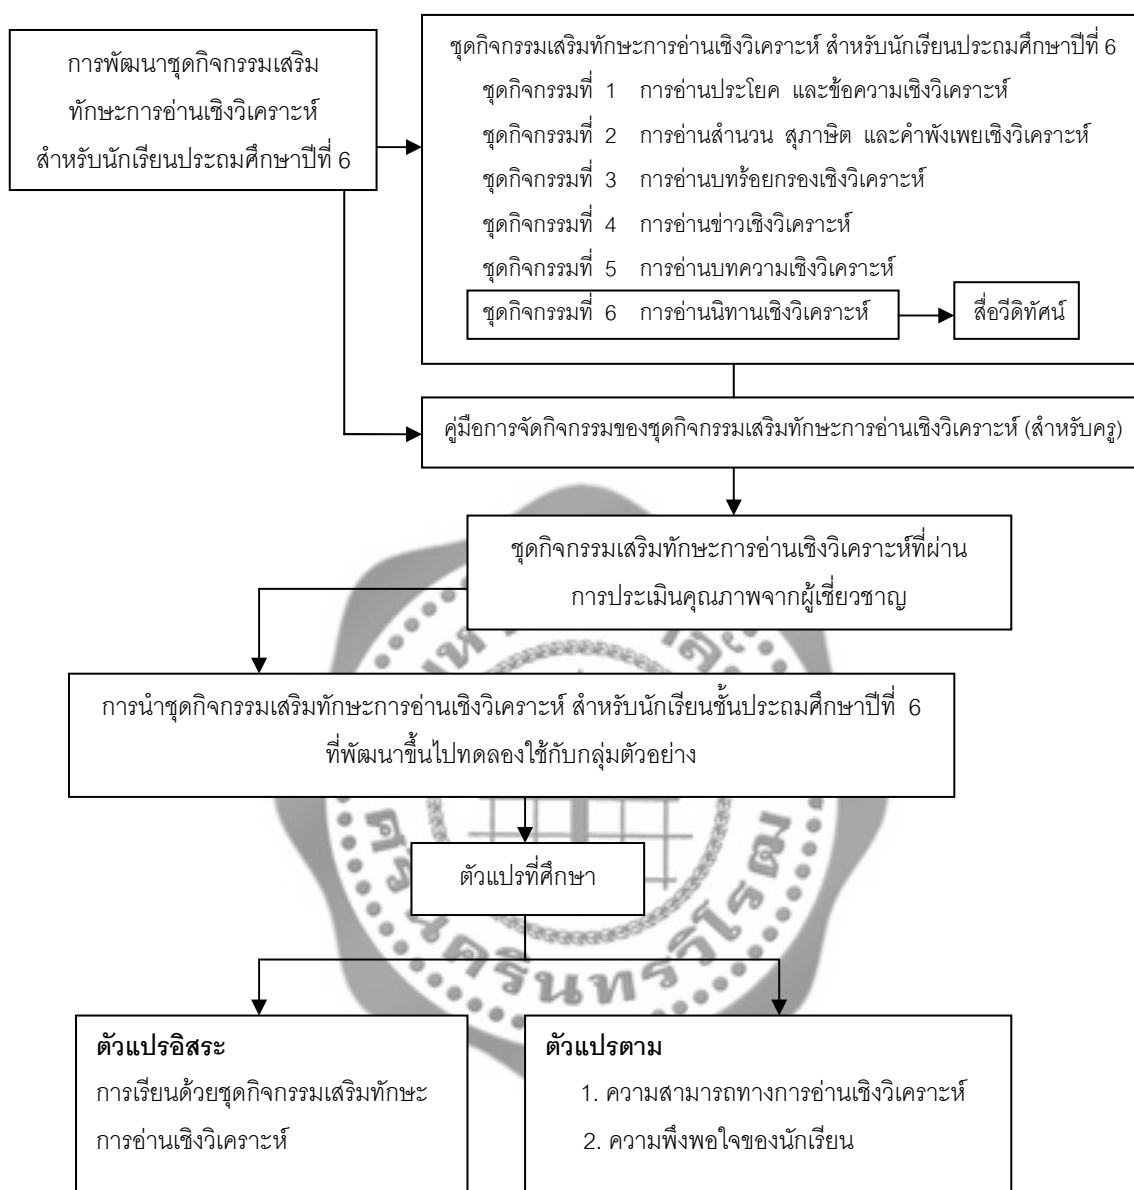 การพัฒนาชุดกิจกรรมเสริม
ทักษะการอ่านเชิงวิเคราะห์
สำหรับนักเรียนประถมศึกษาปีที่ 6
ชุดกิจกรรมเสริมทักษะการอ่านเชิงวิเคราะห์ สำหรับนักเรียนประถมศึกษาปีที่ 6
ชุดกิจกรรมที่ 1 การอ่านประโยค และข้อความเชิงวิเคราะห์
ชุดกิจกรรมที่ 2 การอ่านสำนวน สุภาษิต และคำพังเพยเชิงวิเคราะห์
ชุดกิจกรรมที่ 3 การอ่านบทร้อยกรองเชิงวิเคราะห์
ชุดกิจกรรมที่ 4 การอ่านข่าวเชิงวิเคราะห์
ชุดกิจกรรมที่ 5 การอ่านบทความเชิงวิเคราะห์
ชุดกิจกรรมที่ 6 การอ่านนิทานเชิงวิเคราะห์
สื่อวีดิทัศน์
คู่มือการจัดกิจกรรมของชุดกิจกรรมเสริมทักษะการอ่านเชิงวิเคราะห์ (สำหรับครู)
ชุดกิจกรรมเสริมทักษะการอ่านเชิงวิเคราะห์ที่ผ่าน
การประเมินคุณภาพจากผู้เชี่ยวชาญ
การนำชุดกิจกรรมเสริมทักษะการอ่านเชิงวิเคราะห์ สำหรับนักเรียนชั้นประถมศึกษาปีที่ 6
ที่พัฒนาขึ้นไปทดลองใช้กับกลุ่มตัวอย่าง
ตัวแปรที่ศึกษา
ศรีนครินทรวิโรฒ
ตัวแปรอิสระ
การเรียนด้วยชุดกิจกรรมเสริมทักษะ
การอ่านเชิงวิเคราะห์
ตัวแปรตาม
1. ความสามารถทางการอ่านเชิงวิเคราะห์
2. ความพึงพอใจของนักเรียน